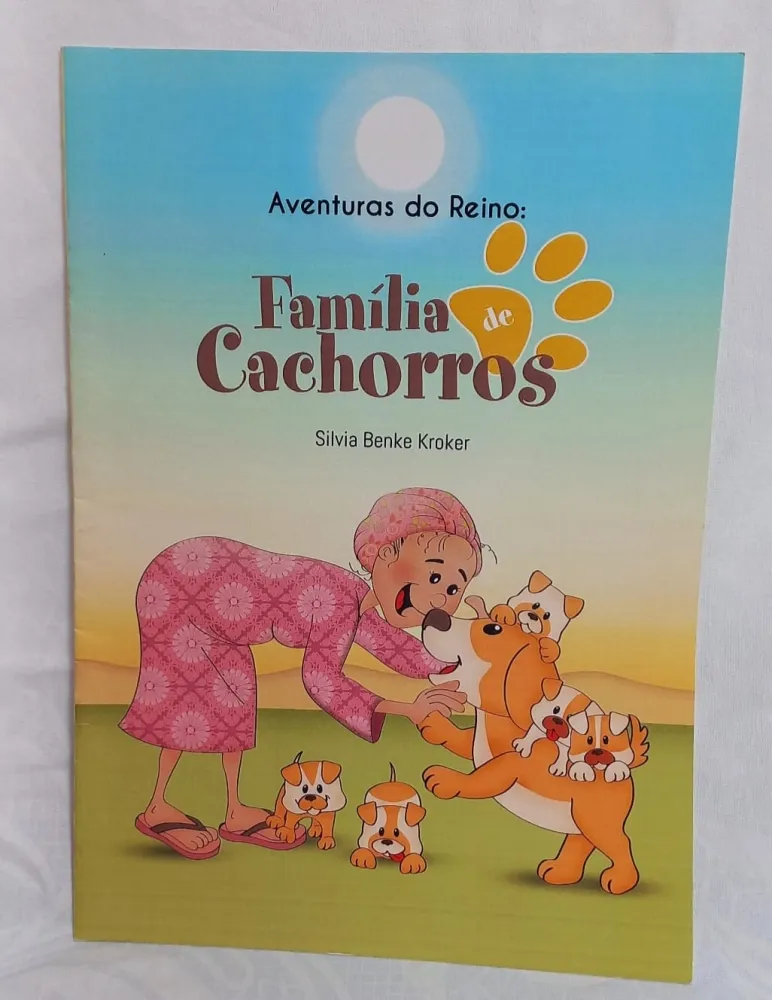 Aventuras do Reino:
Família de
Cachorros
Silvia Benke Kroker